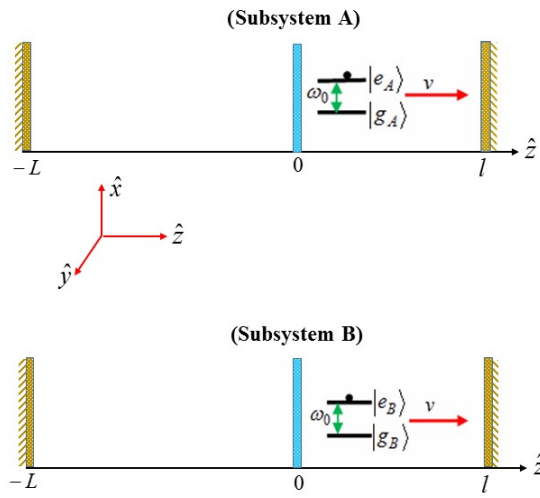 (Subsystem A)
|e_A⟩
ω₀
v
|g_A⟩
−L
0
l
ẑ
x̂
ẑ
ŷ
(Subsystem B)
|e_B⟩
ω₀
v
|g_B⟩
−L
0
l
ẑ